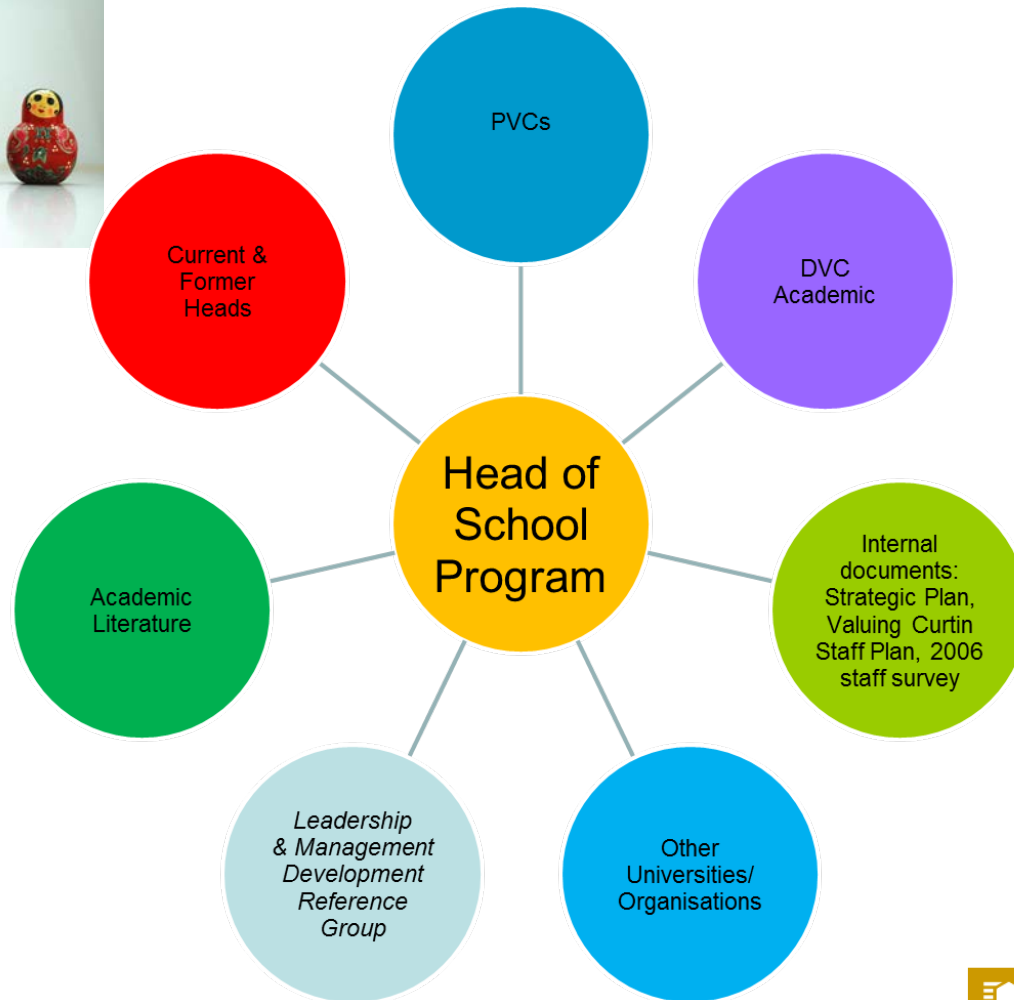 PVCs
DVC
Academic
Internal
documents:
Strategic Plan,
Valuing Curtin
Staff Plan, 2006
staff survey
Other
Universities/
Organisations
Leadership
& Management
Development
Reference
Group
Academic
Literature
Current &
Former
Heads
Head of
School
Program